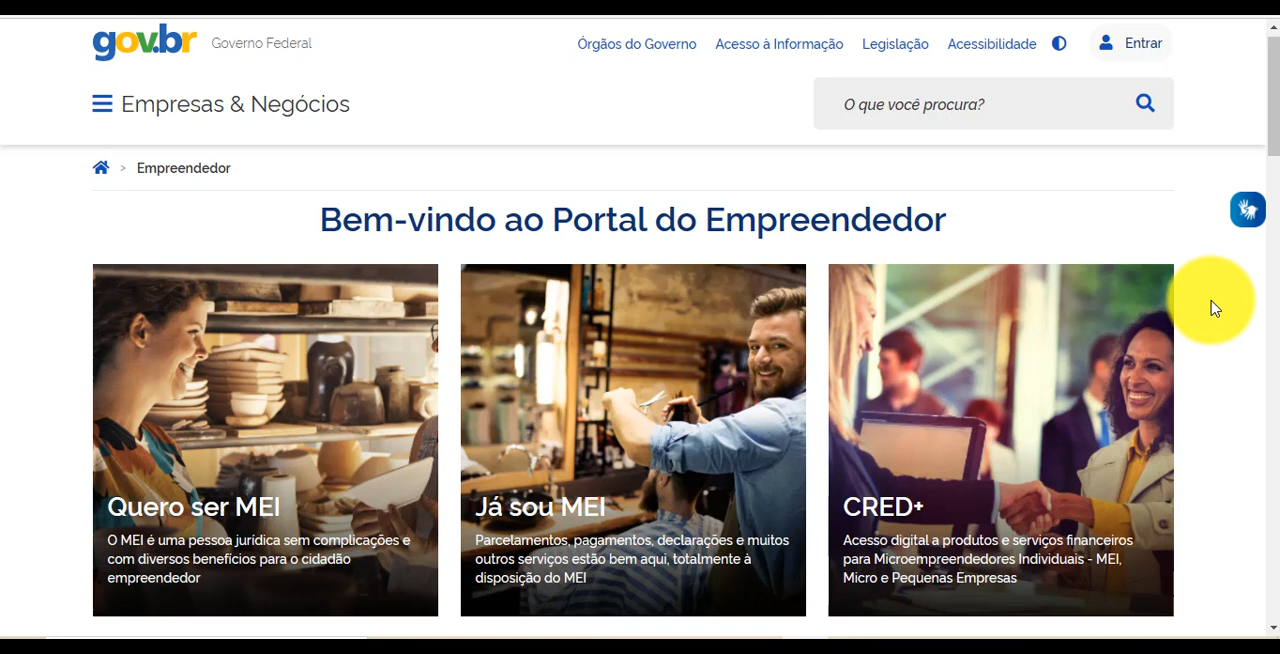 gov.br
Governo Federal
Órgãos do Governo
Acesso à Informação
Legislação
Acessibilidade
Entrar
Empresas & Negócios
O que você procura?
> Empreendedor
Bem-vindo ao Portal do Empreendedor
Quero ser MEI
O MEI é uma pessoa jurídica sem complicações e
com diversos benefícios para o cidadão
empreendedor
Já sou MEI
Parcelamentos, pagamentos, declarações e muitos
outros serviços estão bem aqui, totalmente à
disposição do MEI
CRED+
Acesso digital a produtos e serviços financeiros
para Microempreendedores Individuais - MEI,
Micro e Pequenas Empresas